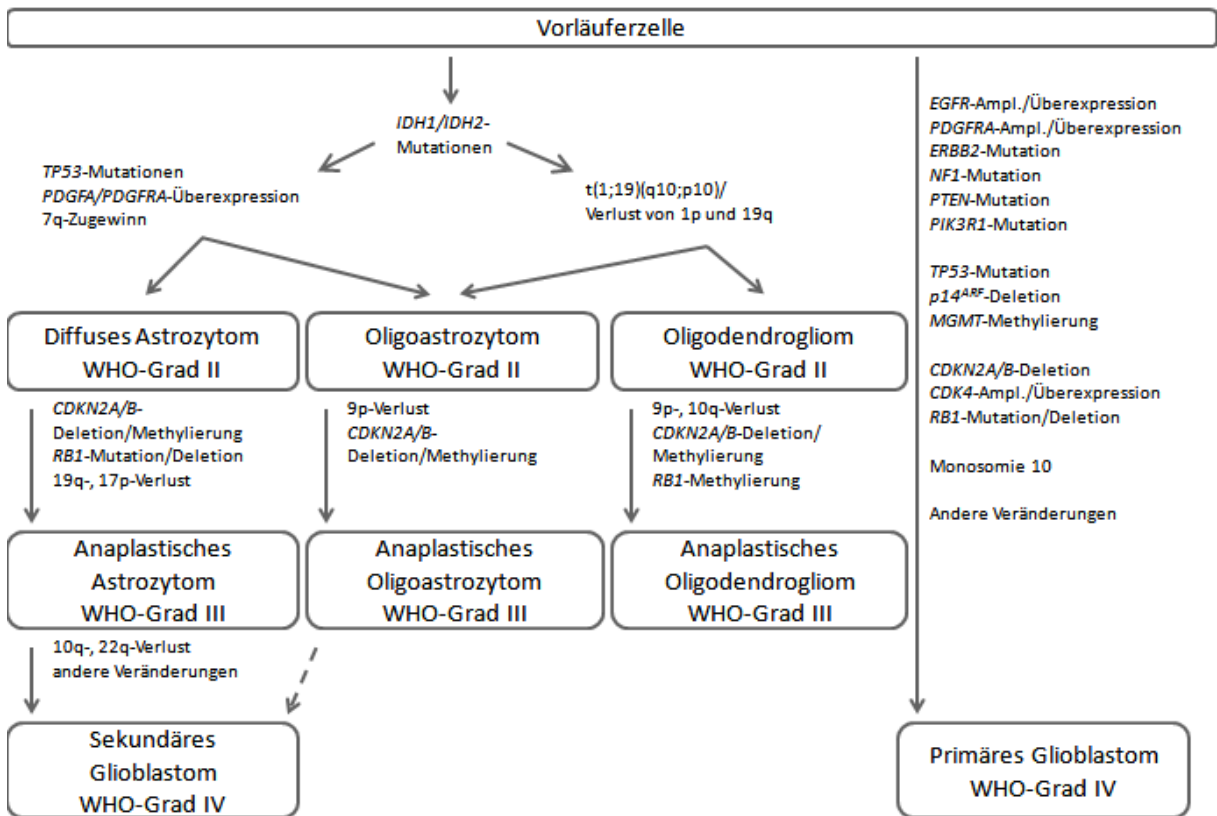 Vorläuferzelle
IDH1/IDH2-
Mutationen
TP53-Mutationen
PDGFA/PDGFRA-Überexpression
7q-Zugewinn
t(1;19)(q10;p10)/
Verlust von 1p und 19q
EGFR-Ampl./Überexpression
PDGFRA-Ampl./Überexpression
ERBB2-Mutation
NF1-Mutation
PTEN-Mutation
PIK3R1-Mutation
TP53-Mutation
p14ARF-Deletion
MGMT-Methylierung
CDKN2A/B-Deletion
CDK4-Ampl./Überexpression
RB1-Mutation/Deletion
Monosomie 10
Andere Veränderungen
Diffuses Astrozytom
WHO-Grad II
Oligoastrozytom
WHO-Grad II
Oligodendrogliom
WHO-Grad II
CDKN2A/B-
Deletion/Methylierung
RB1-Mutation/Deletion
19q-, 17p-Verlust
9p-Verlust
CDKN2A/B-
Deletion/Methylierung
9p-, 10q-Verlust
CDKN2A/B-Deletion/
Methylierung
RB1-Methylierung
Anaplastisches
Astrozytom
WHO-Grad III
Anaplastisches
Oligoastrozytom
WHO-Grad III
Anaplastisches
Oligodendrogliom
WHO-Grad III
10q-, 22q-Verlust
andere Veränderungen
Sekundäres
Glioblastom
WHO-Grad IV
Primäres Glioblastom
WHO-Grad IV